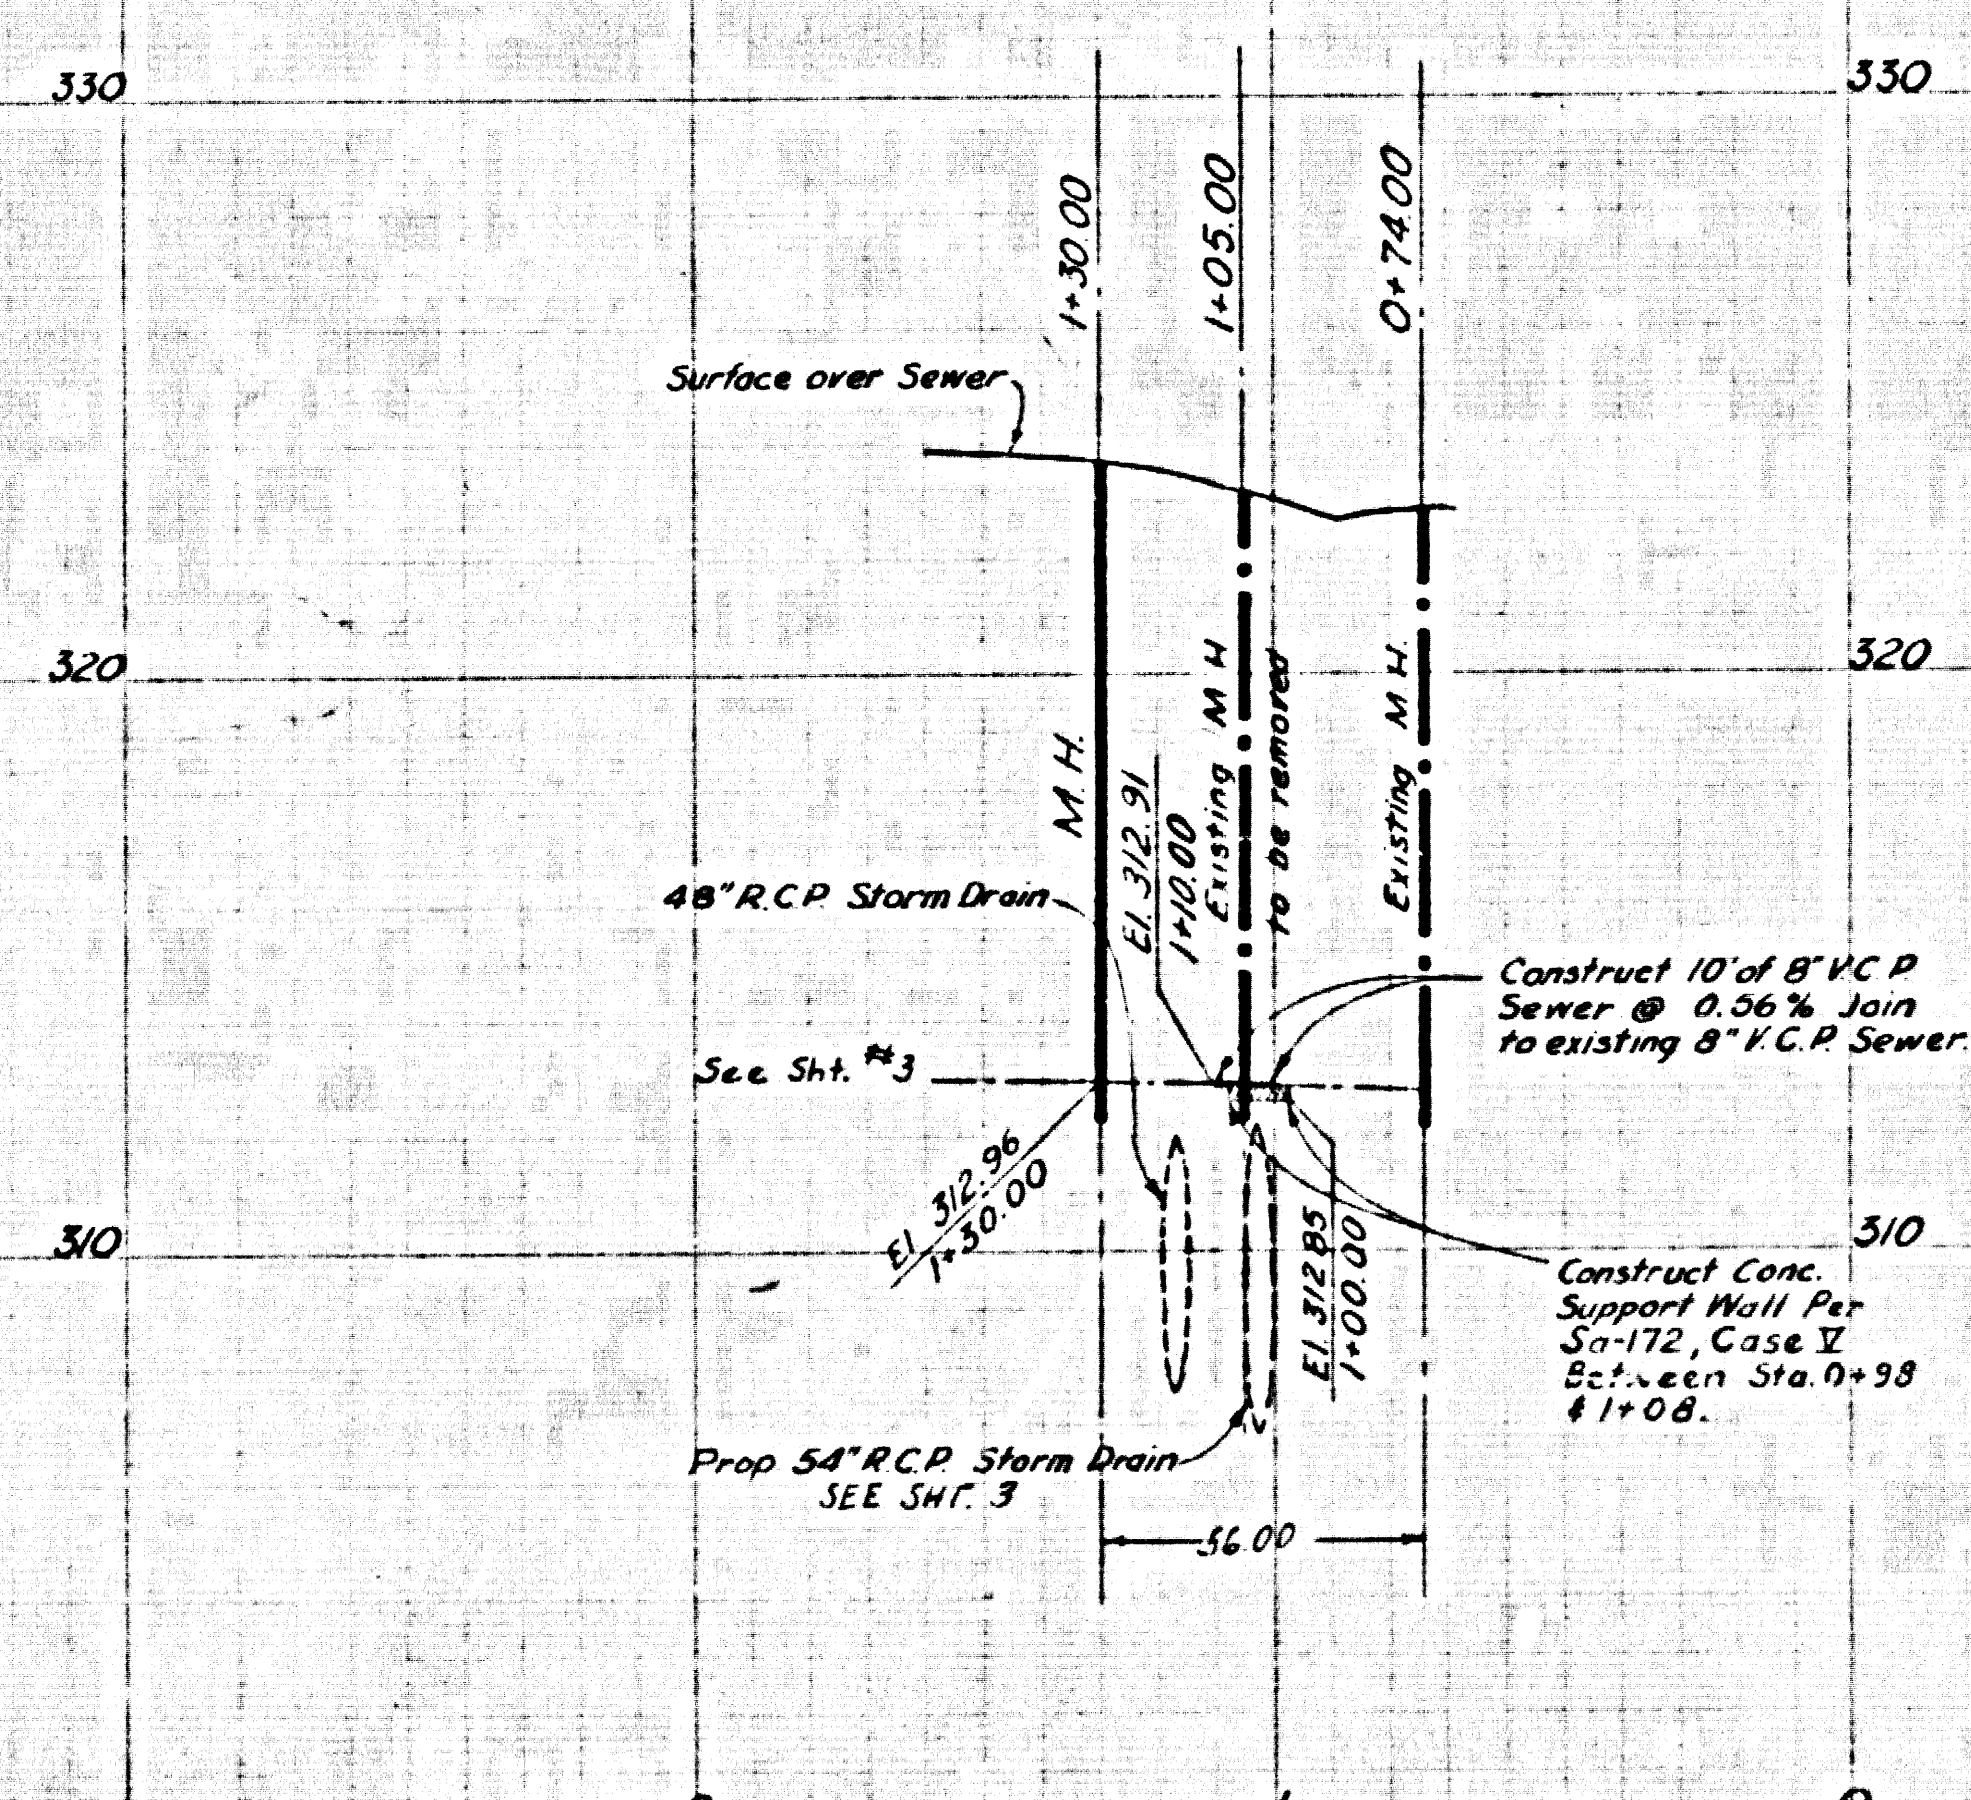 330
330
1+30.00
1+05.00
0+74.00
Surface over Sewer
320
320
M.H.
El. 312.91
1+10.00
Existing M H
to be removed
Existing M H.
48" R.C.P. Storm Drain
Construct 10' of 8" V.C P
Sewer @ 0.56 % Join
to existing 8" V.C.P. Sewer.
See Sht. #3
El 312.96
1+30.00
310
310
El. 312 85
1+00.00
Construct Conc.
Support Wall Per
Sa-172, Case V
Between Sta. 0+98
& 1+08.
Prop 54" R.C.P. Storm Drain
SEE SHT. 3
56.00